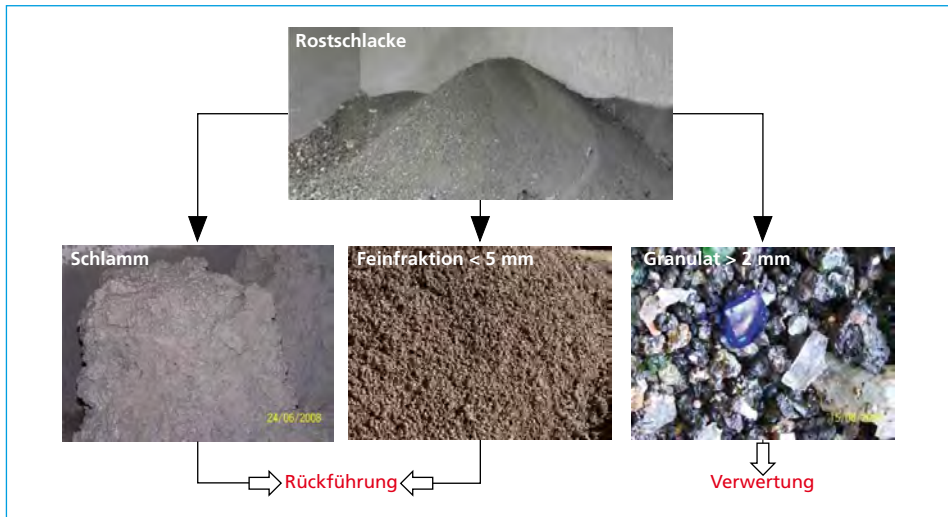 Rostschlacke
Schlamm
Feinfraktion < 5 mm
Granulat > 2 mm
24/06/2008
Rückführung
Verwertung